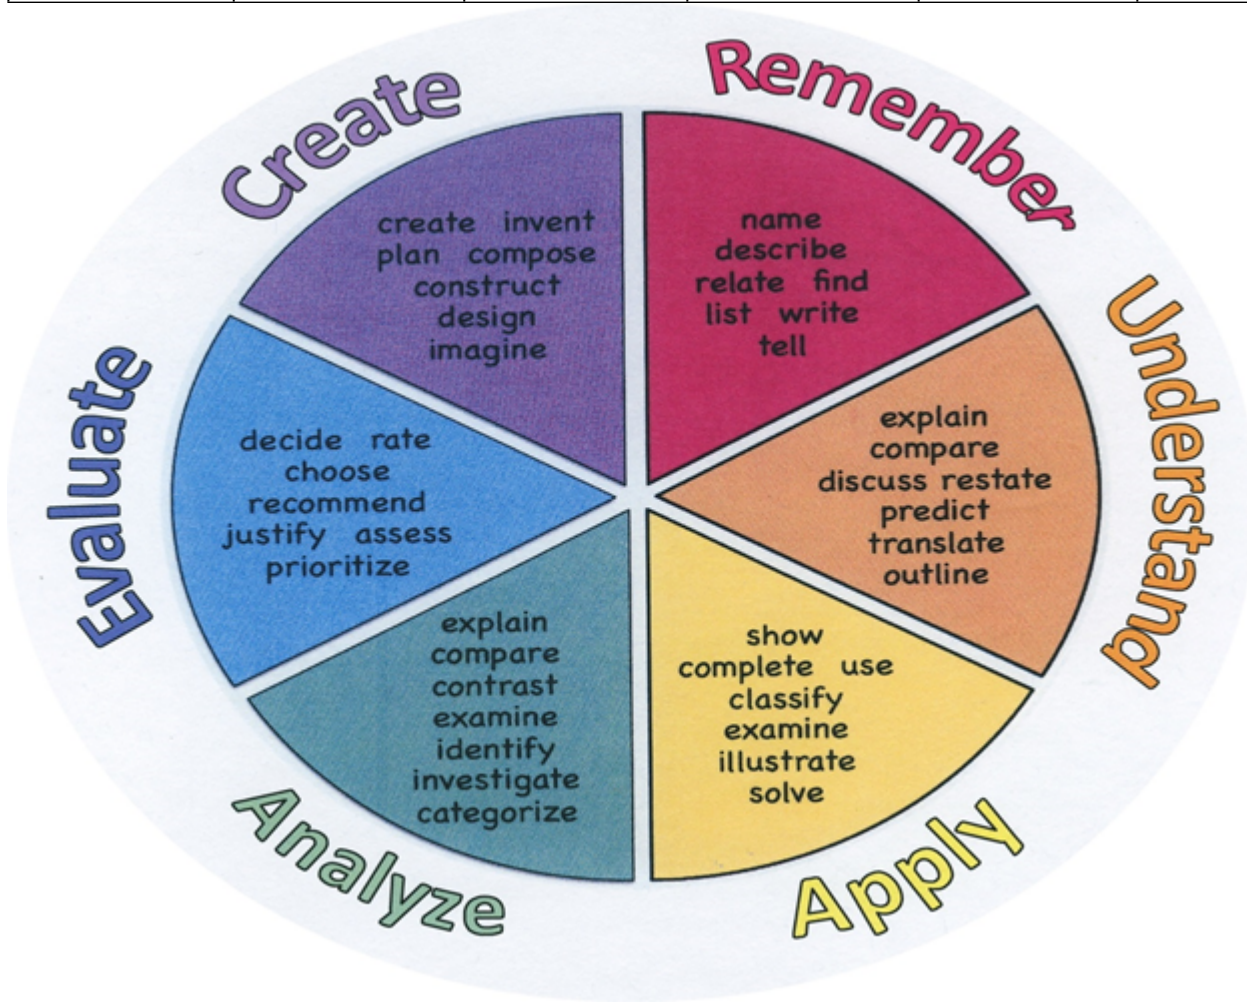 Remember
name
describe
relate find
list write
tell
Understand
explain
compare
discuss restate
predict
translate
outline
Apply
show
complete use
classify
examine
illustrate
solve
Analyze
explain
compare
contrast
examine
identify
investigate
categorize
Evaluate
decide rate
choose
recommend
justify assess
prioritize
Create
create invent
plan compose
construct
design
imagine